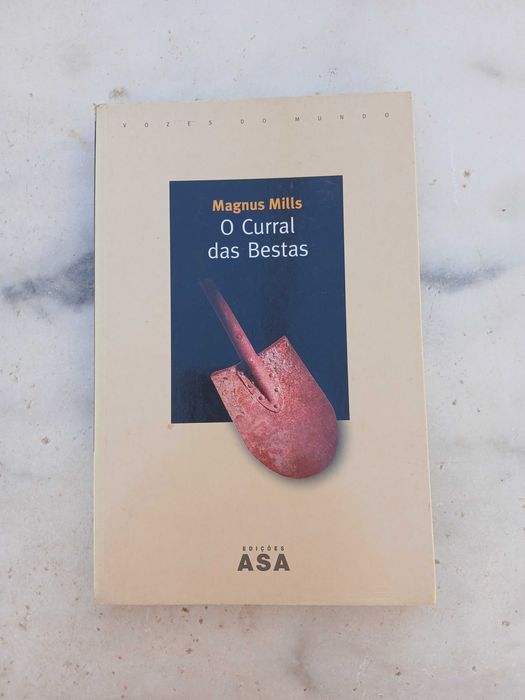 VOZES DO MUNDO
Magnus Mills
O Curral
das Bestas
EDIÇÕES
ASA